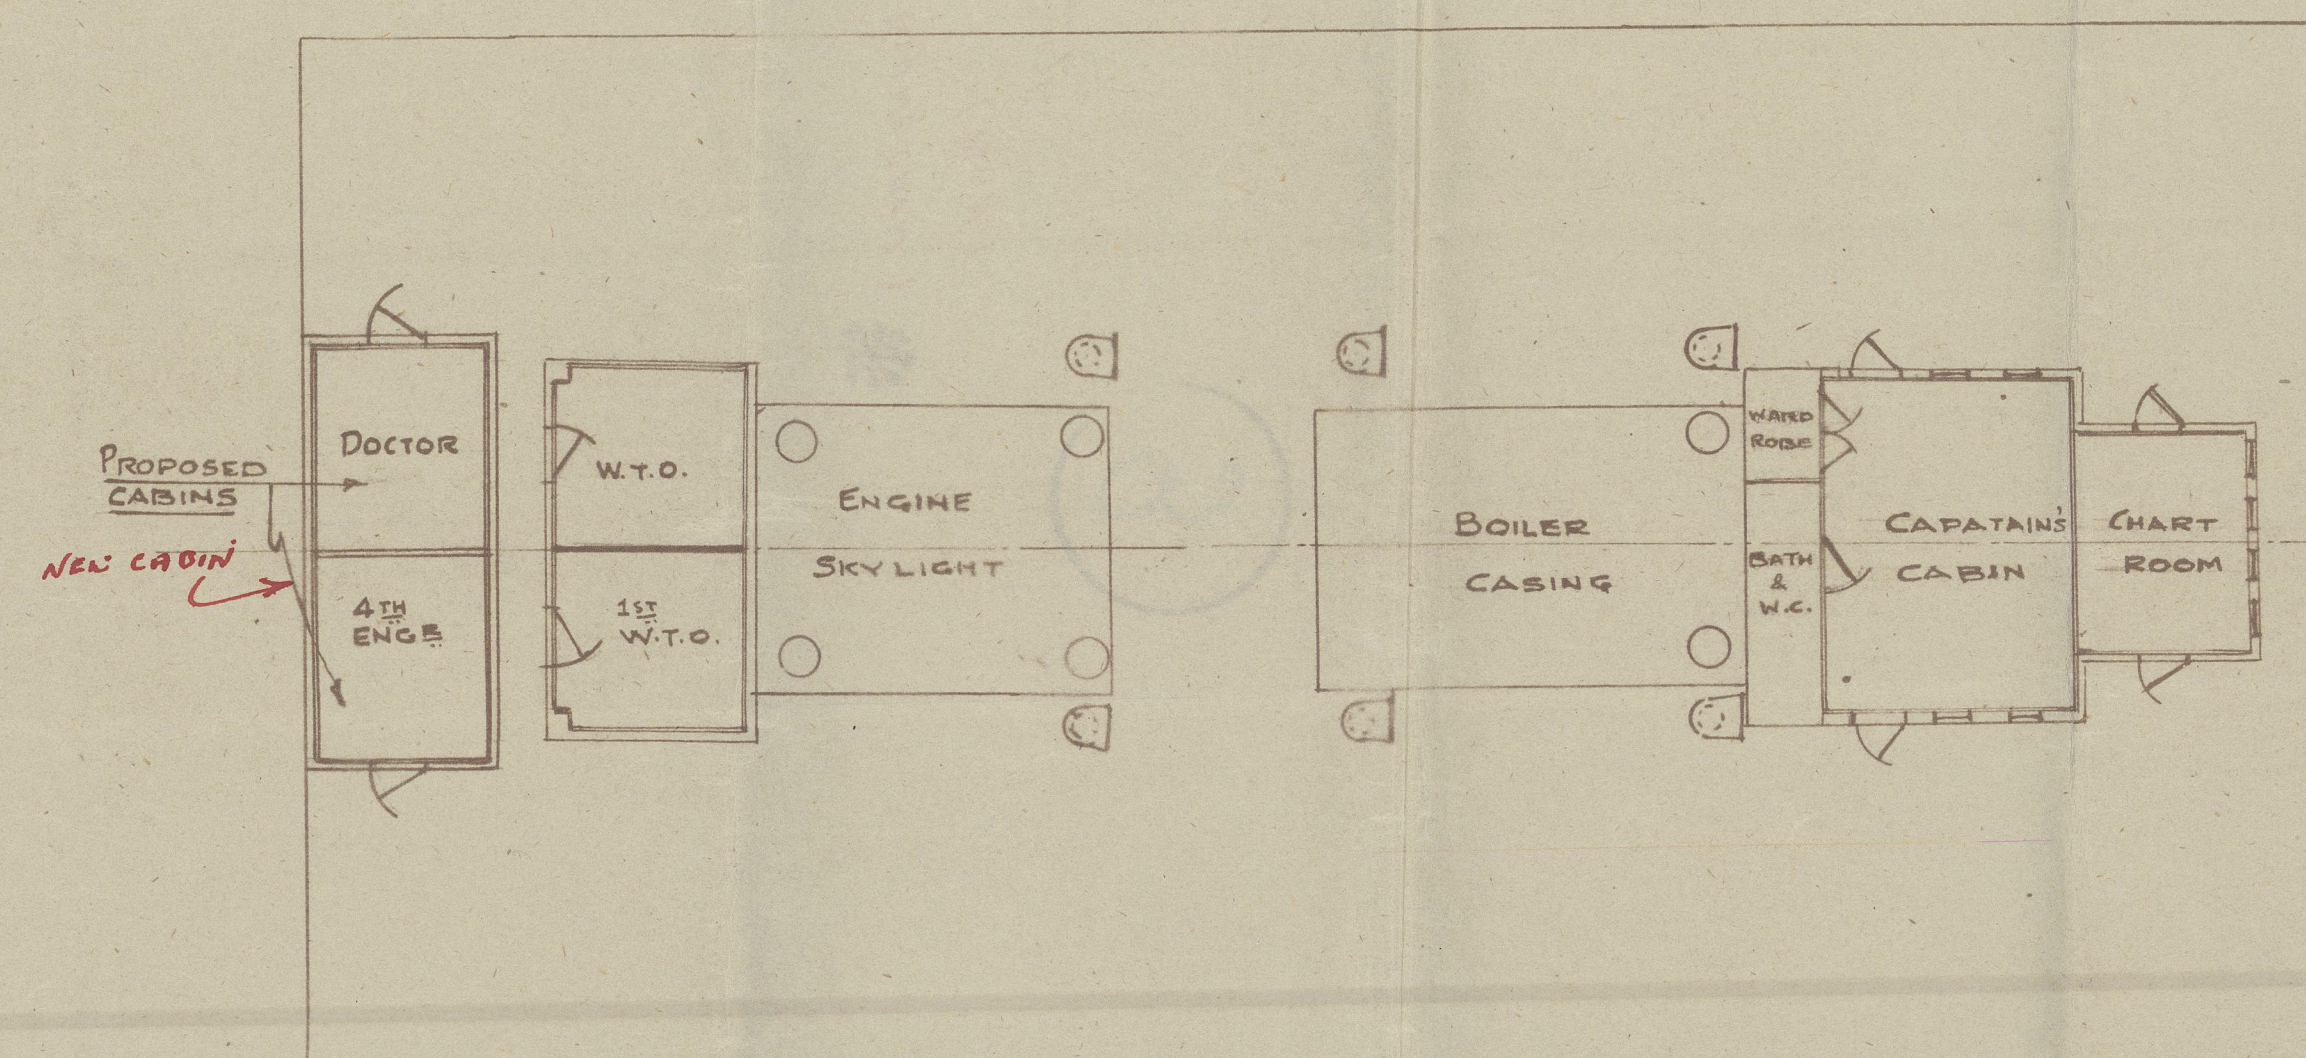 PROPOSED
CABINS
NEW CABIN
DOCTOR
4TH
ENGR
W.T.O.
1ST
W.T.O.
ENGINE
SKYLIGHT
BOILER
CASING
WARD
ROBE
BATH
&
W.C.
CAPATAIN'S
CABIN
CHART
ROOM